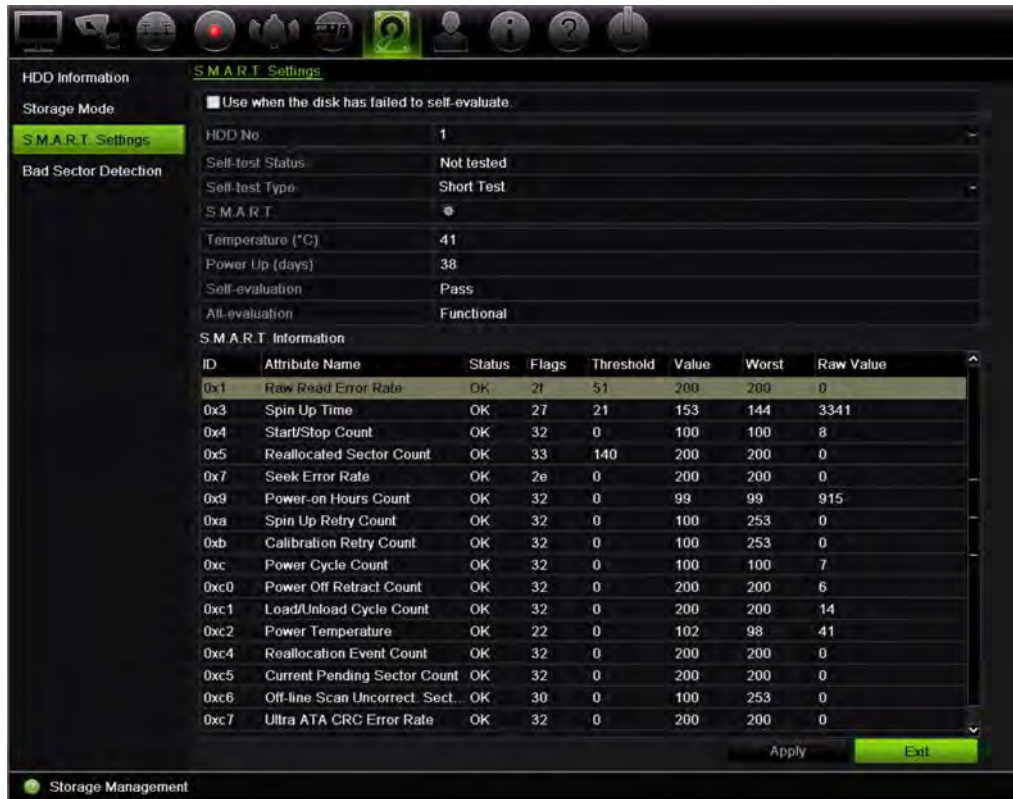 S.M.A.R.T. Settings
HDD Information
Storage Mode
S.M.A.R.T. Settings
Bad Sector Detection
Use when the disk has failed to self-evaluate.
HDD No. 1
Self-test Status Not tested
Self-test Type Short Test
S.M.A.R.T.
Temperature (°C) 41
Power Up (days) 38
Self-evaluation Pass
All-evaluation Functional
S.M.A.R.T. Information
ID Attribute Name Status Flags Threshold Value Worst Raw Value
0x1 Raw Read Error Rate OK 2f 51 200 200 0
0x3 Spin Up Time OK 27 21 153 144 3341
0x4 Start/Stop Count OK 32 0 100 100 8
0x5 Reallocated Sector Count OK 33 140 200 200 0
0x7 Seek Error Rate OK 2e 0 200 200 0
0x9 Power-on Hours Count OK 32 0 99 99 915
0xa Spin Up Retry Count OK 32 0 100 253 0
0xb Calibration Retry Count OK 32 0 100 253 0
0xc Power Cycle Count OK 32 0 100 100 7
0xc0 Power Off Retract Count OK 32 0 200 200 6
0xc1 Load/Unload Cycle Count OK 32 0 200 200 14
0xc2 Power Temperature OK 22 0 102 98 41
0xc4 Reallocation Event Count OK 32 0 200 200 0
0xc5 Current Pending Sector Count OK 32 0 200 200 0
0xc6 Off-line Scan Uncorrect. Sect... OK 30 0 100 253 0
0xc7 Ultra ATA CRC Error Rate OK 32 0 200 200 0
Apply Exit
Storage Management